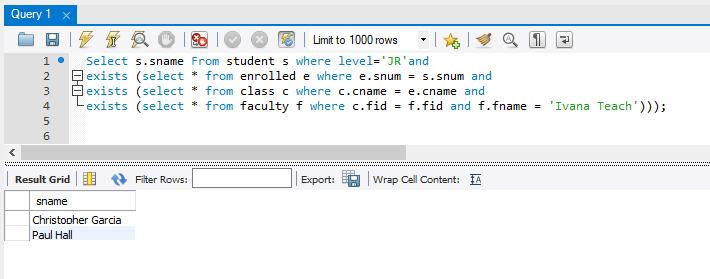 Query 1
Limit to 1000 rows
1 Select s.sname From student s where level='JR'and
2 exists (select * from enrolled e where e.snum = s.snum and
3 exists (select * from class c where c.cname = e.cname and
4 exists (select * from faculty f where c.fid = f.fid and f.fname = 'Ivana Teach')));
5
6
Result Grid Filter Rows: Export: Wrap Cell Content: IA
sname
Christopher Garcia
Paul Hall